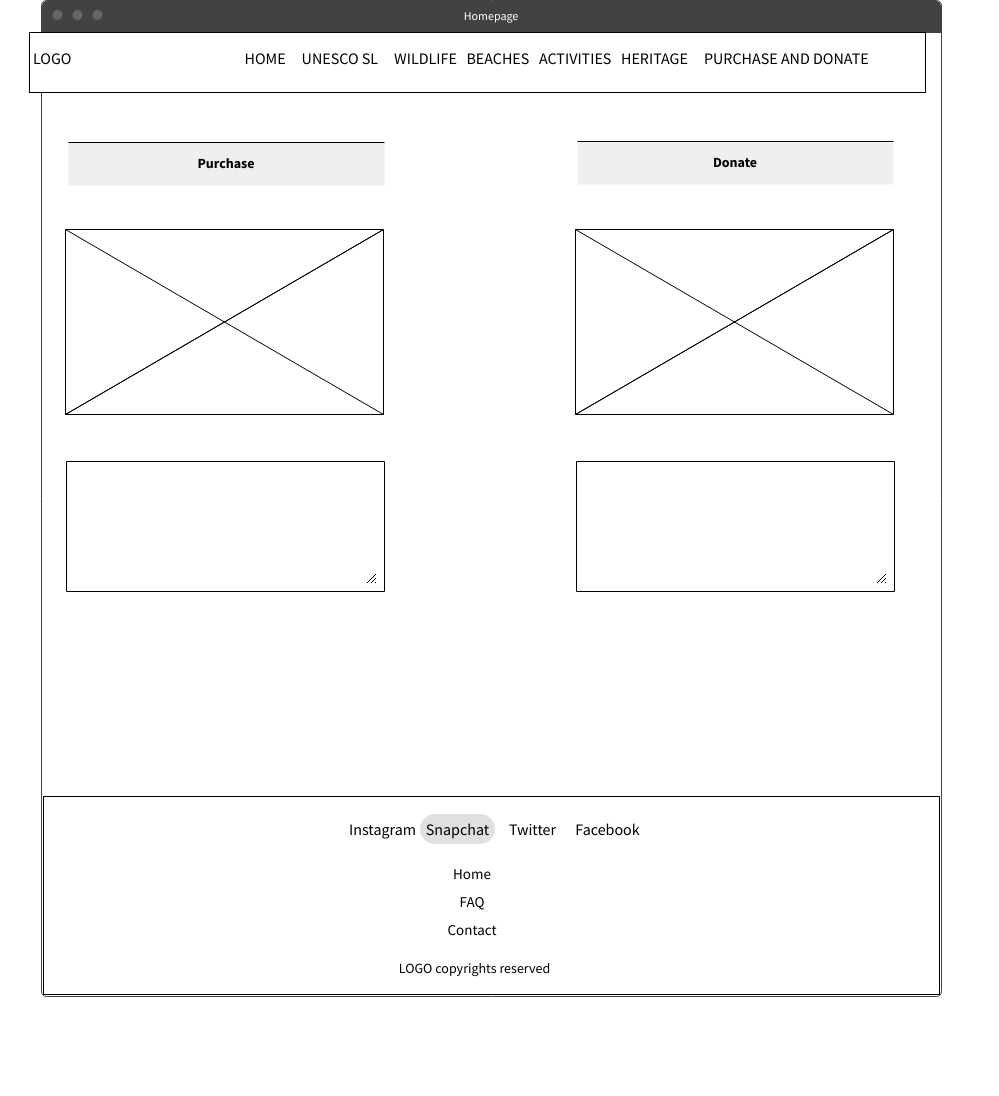 Homepage
LOGO HOME UNESCO SL WILDLIFE BEACHES ACTIVITIES HERITAGE PURCHASE AND DONATE
Purchase
Donate
Instagram Snapchat Twitter Facebook
Home
FAQ
Contact
LOGO copyrights reserved